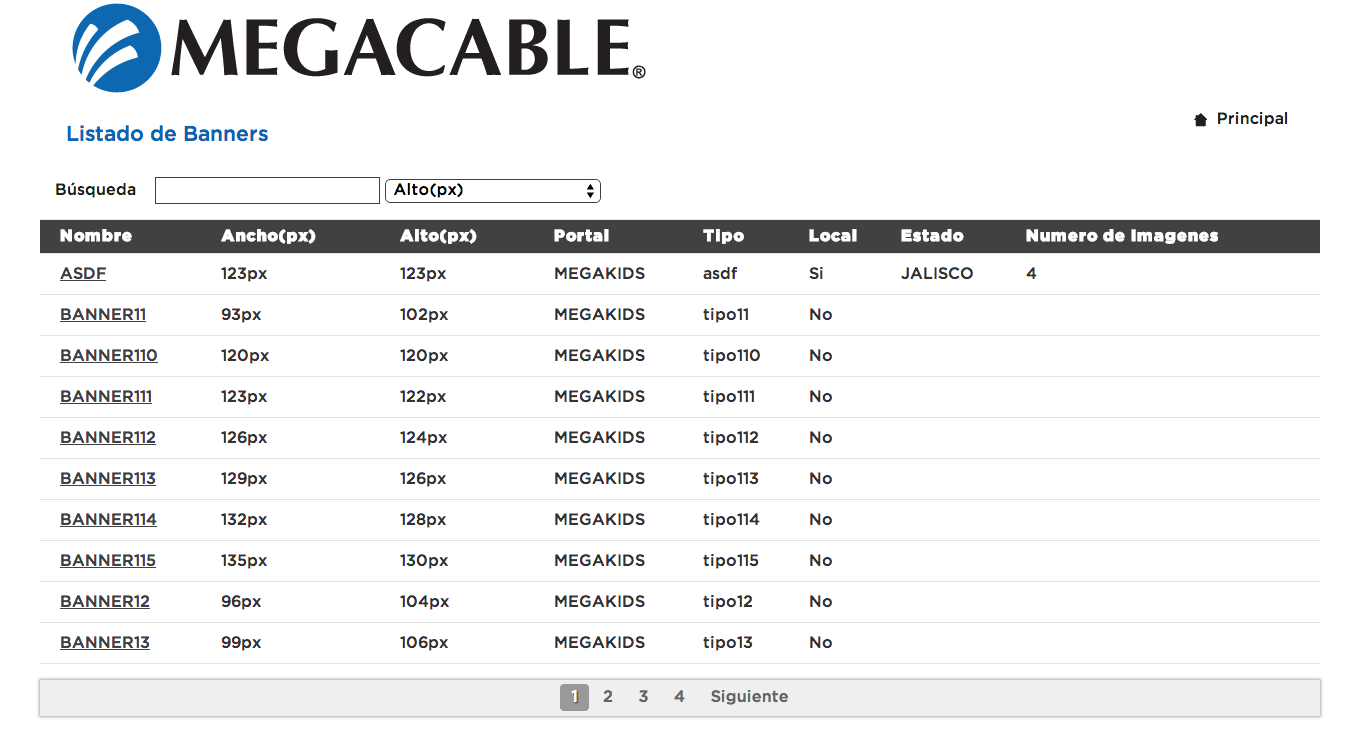 MEGACABLE®
Principal
Listado de Banners
Búsqueda Alto(px)
Nombre Ancho(px) Alto(px) Portal Tipo Local Estado Numero de Imagenes
ASDF 123px 123px MEGAKIDS asdf Si JALISCO 4
BANNER11 93px 102px MEGAKIDS tipo11 No
BANNER110 120px 120px MEGAKIDS tipo110 No
BANNER111 123px 122px MEGAKIDS tipo111 No
BANNER112 126px 124px MEGAKIDS tipo112 No
BANNER113 129px 126px MEGAKIDS tipo113 No
BANNER114 132px 128px MEGAKIDS tipo114 No
BANNER115 135px 130px MEGAKIDS tipo115 No
BANNER12 96px 104px MEGAKIDS tipo12 No
BANNER13 99px 106px MEGAKIDS tipo13 No
1 2 3 4 Siguiente